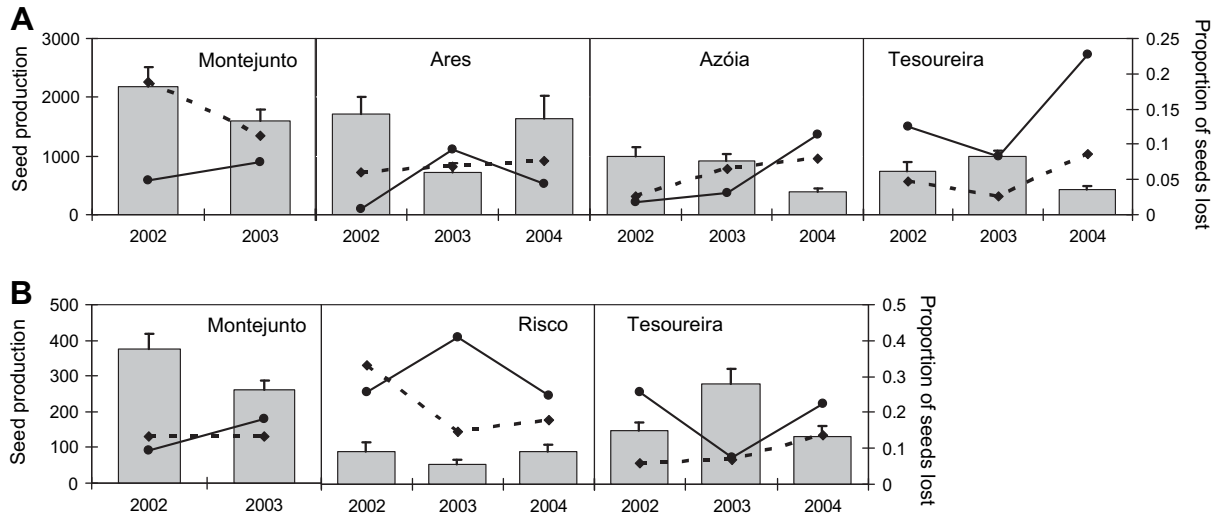 A
Seed production
3000
2000
1000
0
Montejunto
Ares
Azóia
Tesoureira
0.25
0.2
0.15
0.1
0.05
0
Proportion of seeds lost
2002 2003 2002 2003 2004 2002 2003 2004 2002 2003 2004
B
Seed production
500
400
300
200
100
0
Montejunto
Risco
Tesoureira
0.5
0.4
0.3
0.2
0.1
0
Proportion of seeds lost
2002 2003 2002 2003 2004 2002 2003 2004